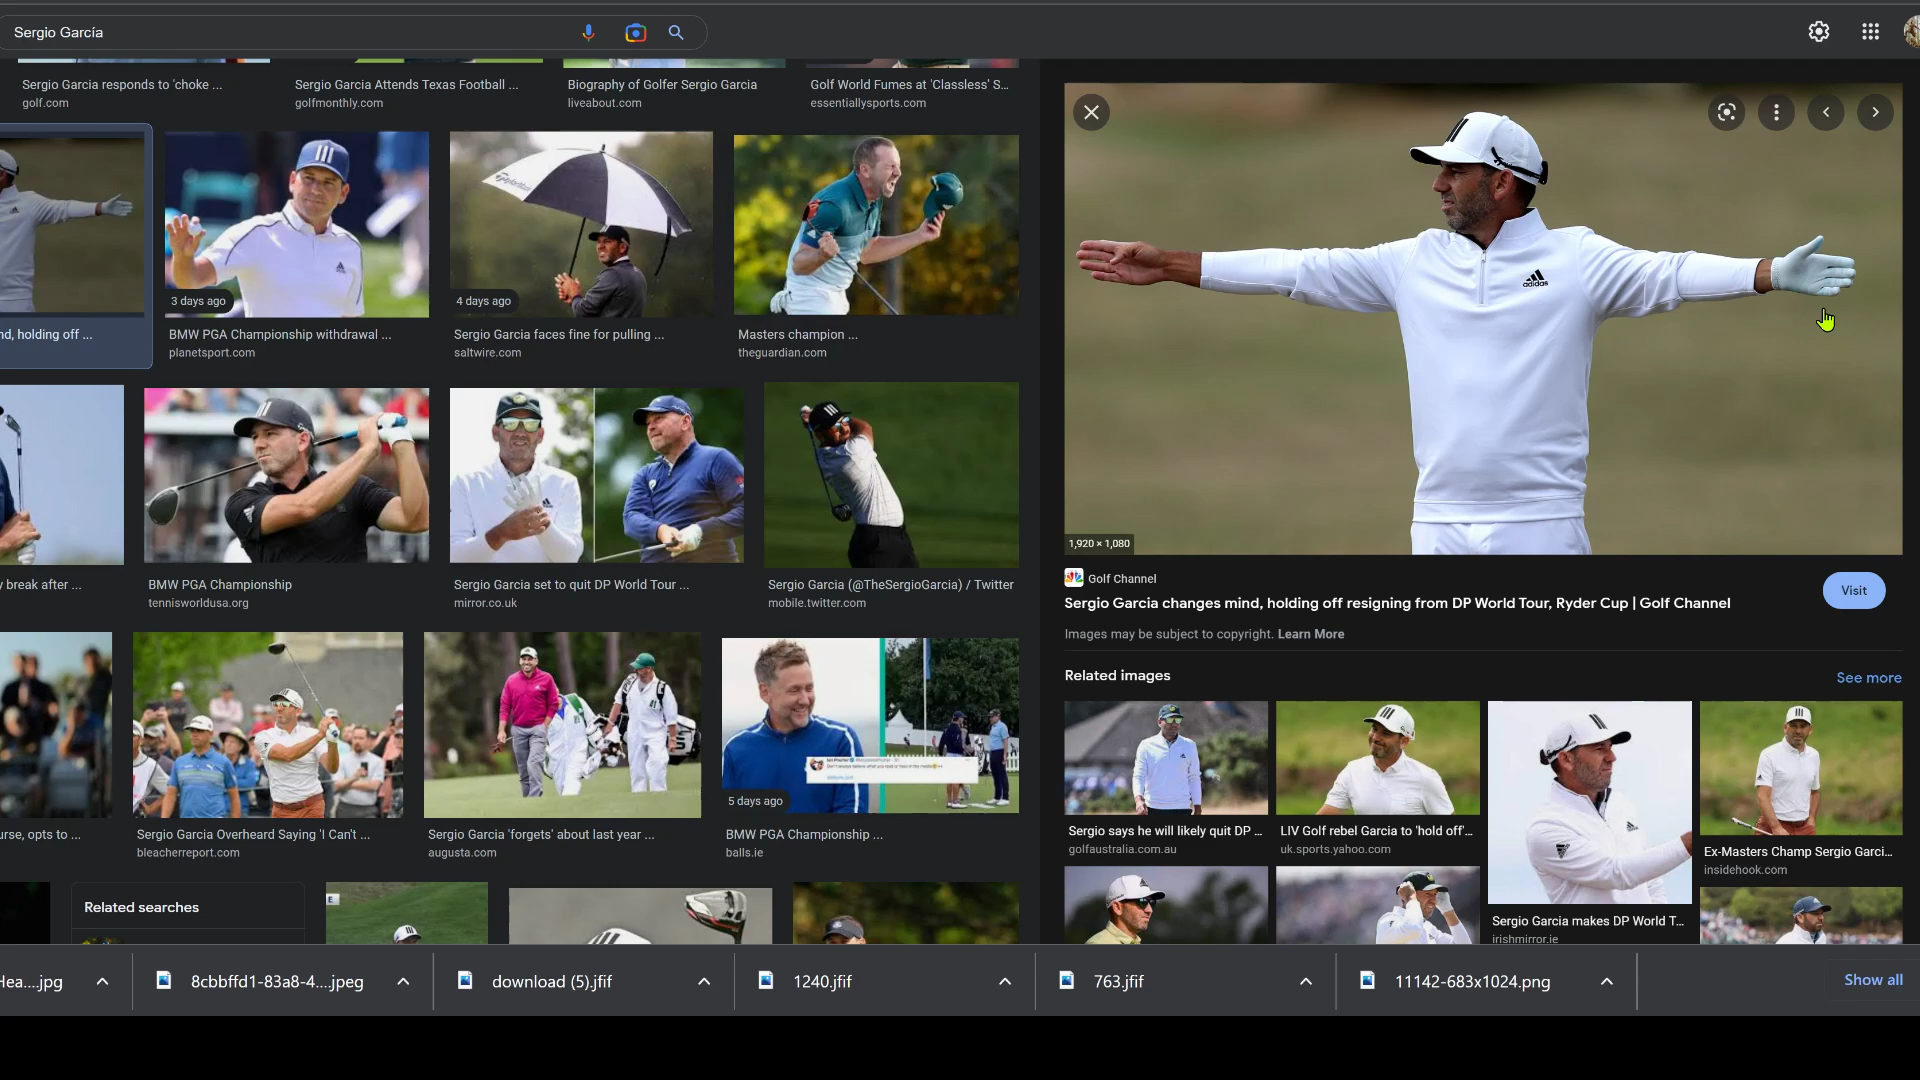 Sergio García
Sergio Garcia responds to 'choke ...
golf.com
Sergio Garcia Attends Texas Football ...
golfmonthly.com
Biography of Golfer Sergio Garcia
liveabout.com
Golf World Fumes at 'Classless' S...
essentiallysports.com
nd, holding off ...
3 days ago
BMW PGA Championship withdrawal ...
planetsport.com
4 days ago
Sergio Garcia faces fine for pulling ...
saltwire.com
Masters champion ...
theguardian.com
y break after ...
BMW PGA Championship
tennisworldusa.org
Sergio Garcia set to quit DP World Tour ...
mirror.co.uk
Sergio Garcia (@TheSergioGarcia) / Twitter
mobile.twitter.com
urse, opts to ...
Sergio Garcia Overheard Saying 'I Can't ...
bleacherreport.com
Sergio Garcia 'forgets' about last year ...
augusta.com
5 days ago
BMW PGA Championship ...
balls.ie
Related searches
E
adidas
1,920 × 1,080
Golf Channel
Sergio Garcia changes mind, holding off resigning from DP World Tour, Ryder Cup | Golf Channel
Visit
Images may be subject to copyright. Learn More
Related images
See more
Sergio says he will likely quit DP ...
golfaustralia.com.au
LIV Golf rebel Garcia to 'hold off'...
uk.sports.yahoo.com
Sergio Garcia makes DP World T...
irishmirror.ie
Ex-Masters Champ Sergio Garci...
insidehook.com
Hea....jpg
8cbbffd1-83a8-4....jpeg
download (5).jfif
1240.jfif
763.jfif
11142-683x1024.png
Show all